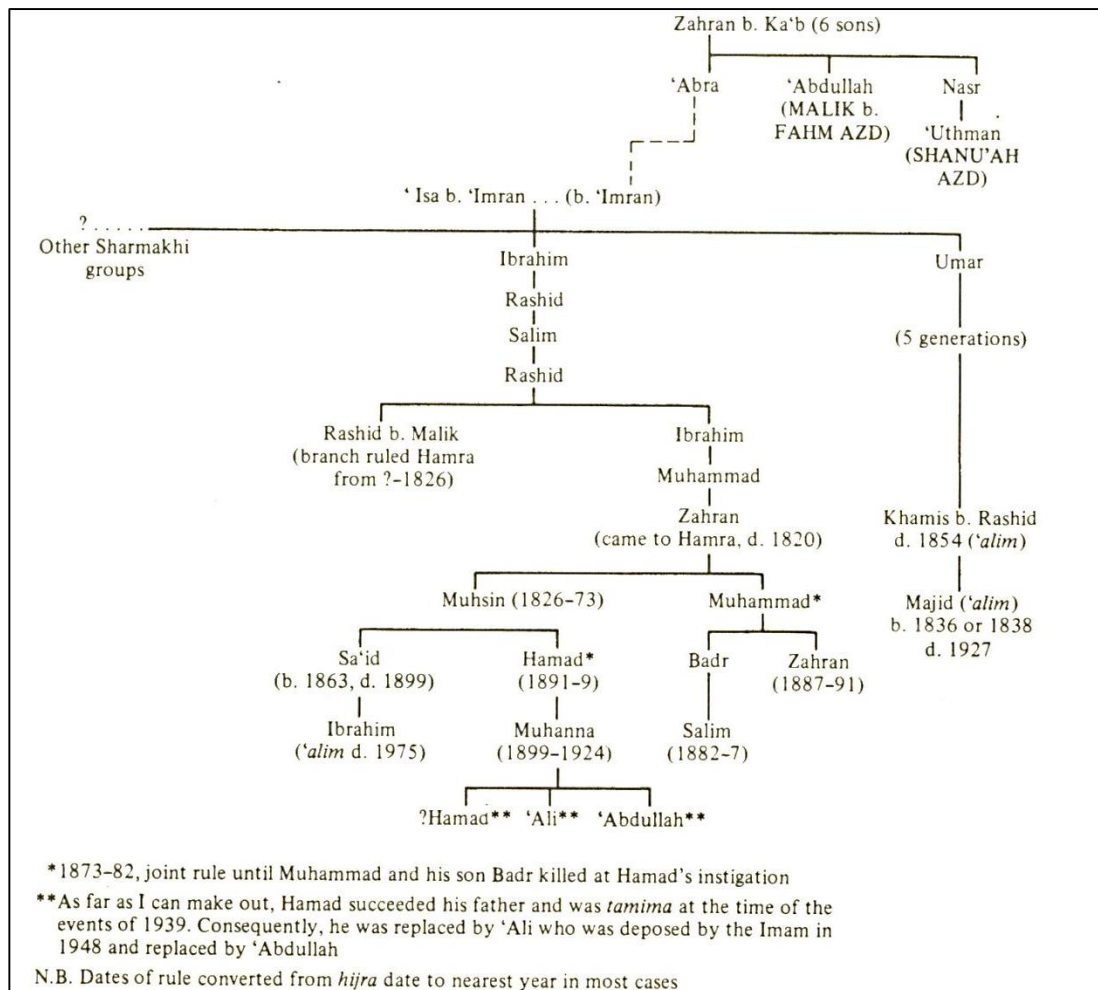 Zahran b. Ka‘b (6 sons)
‘Abra ‘Abdullah Nasr
(MALIK b.
FAHM AZD) ‘Uthman
(SHANU’AH
AZD)
‘Isa b. ‘Imran . . . (b. ‘Imran)
? . . . . .
Other Sharmakhi
groups
Ibrahim Umar
Rashid
Salim (5 generations)
Rashid
Rashid b. Malik Ibrahim
(branch ruled Hamra
from ?–1826) Muhammad
Zahran Khamis b. Rashid
(came to Hamra, d. 1820) d. 1854 (‘alim)
Muhsin (1826–73) Muhammad* Majid (‘alim)
b. 1836 or 1838
d. 1927
Sa‘id Hamad* Badr Zahran
(b. 1863, d. 1899) (1891–9) (1887–91)
Ibrahim Muhanna Salim
(‘alim d. 1975) (1899–1924) (1882–7)
?Hamad** ‘Ali** ‘Abdullah**
*1873–82, joint rule until Muhammad and his son Badr killed at Hamad’s instigation
**As far as I can make out, Hamad succeeded his father and was tamima at the time of the
events of 1939. Consequently, he was replaced by ‘Ali who was deposed by the Imam in
1948 and replaced by ‘Abdullah
N.B. Dates of rule converted from hijra date to nearest year in most cases